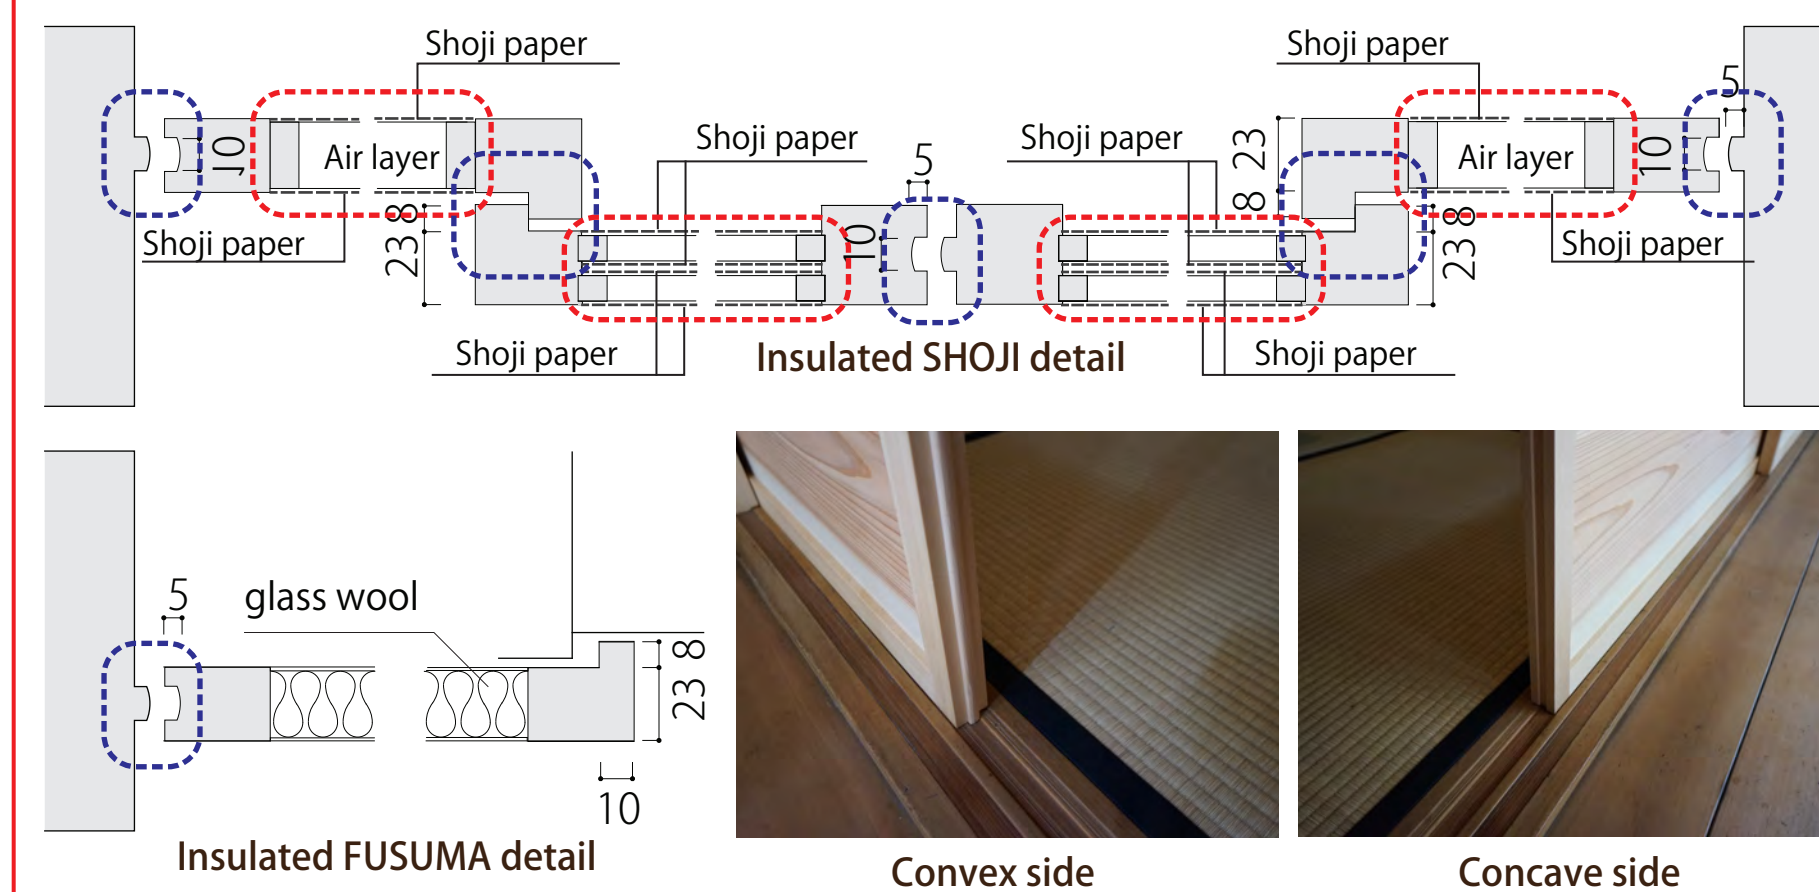 Shoji paper
Shoji paper
5
Shoji paper
Shoji paper
5
10
Air layer
23
Air layer
10
8
8
8
Shoji paper
23
10
23
Shoji paper
Shoji paper
Insulated SHOJI detail
Shoji paper
5
glass wool
8
23
10
Insulated FUSUMA detail
Convex side
Concave side